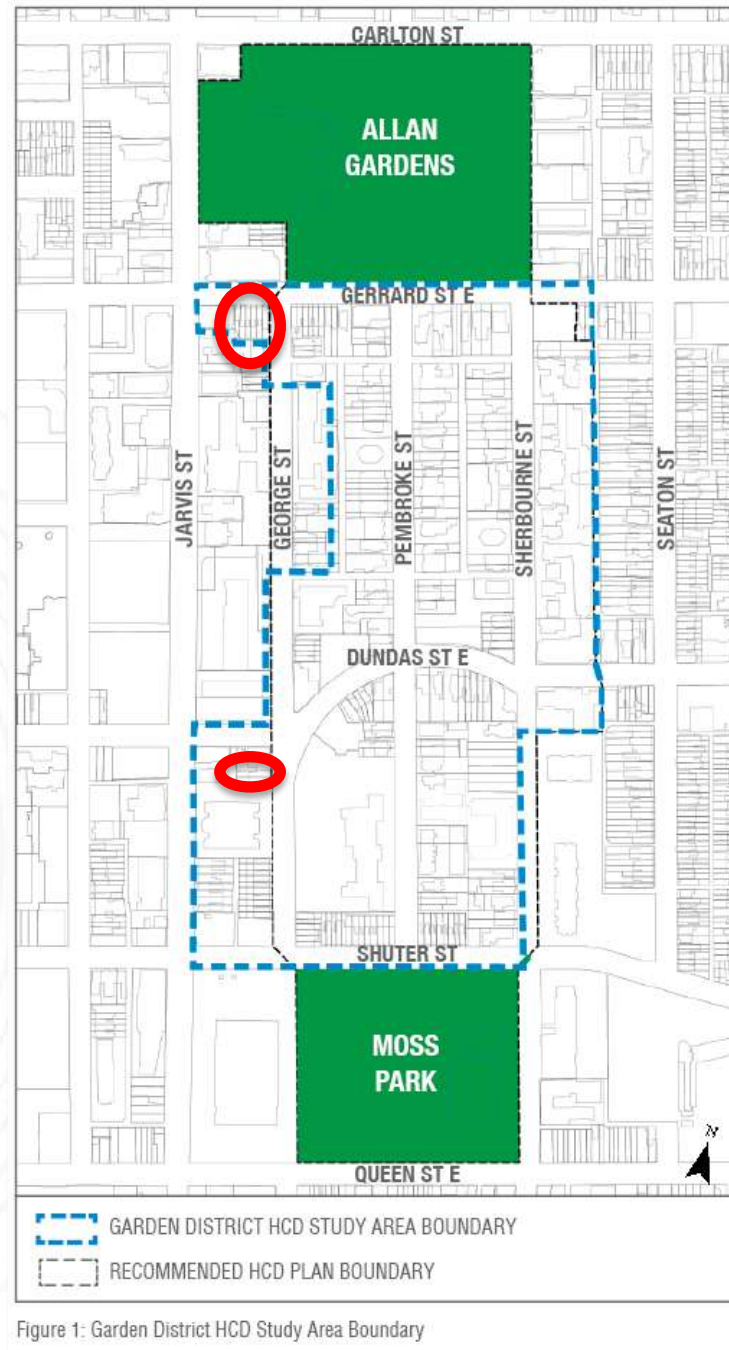 CARLTON ST
ALLAN
GARDENS
GERRARD ST E
JARVIS ST
GEORGE ST
PEMBROKE ST
SHERBOURNE ST
SEATON ST
DUNDAS ST E
SHUTER ST
MOSS
PARK
N
QUEEN ST E
GARDEN DISTRICT HCD STUDY AREA BOUNDARY
RECOMMENDED HCD PLAN BOUNDARY
Figure 1: Garden District HCD Study Area Boundary